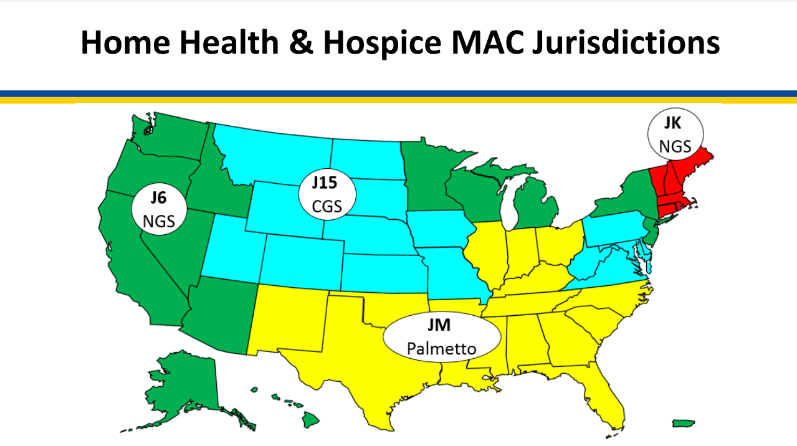 Home Health & Hospice MAC Jurisdictions
JK
NGS
J15
CGS
J6
NGS
JM
Palmetto